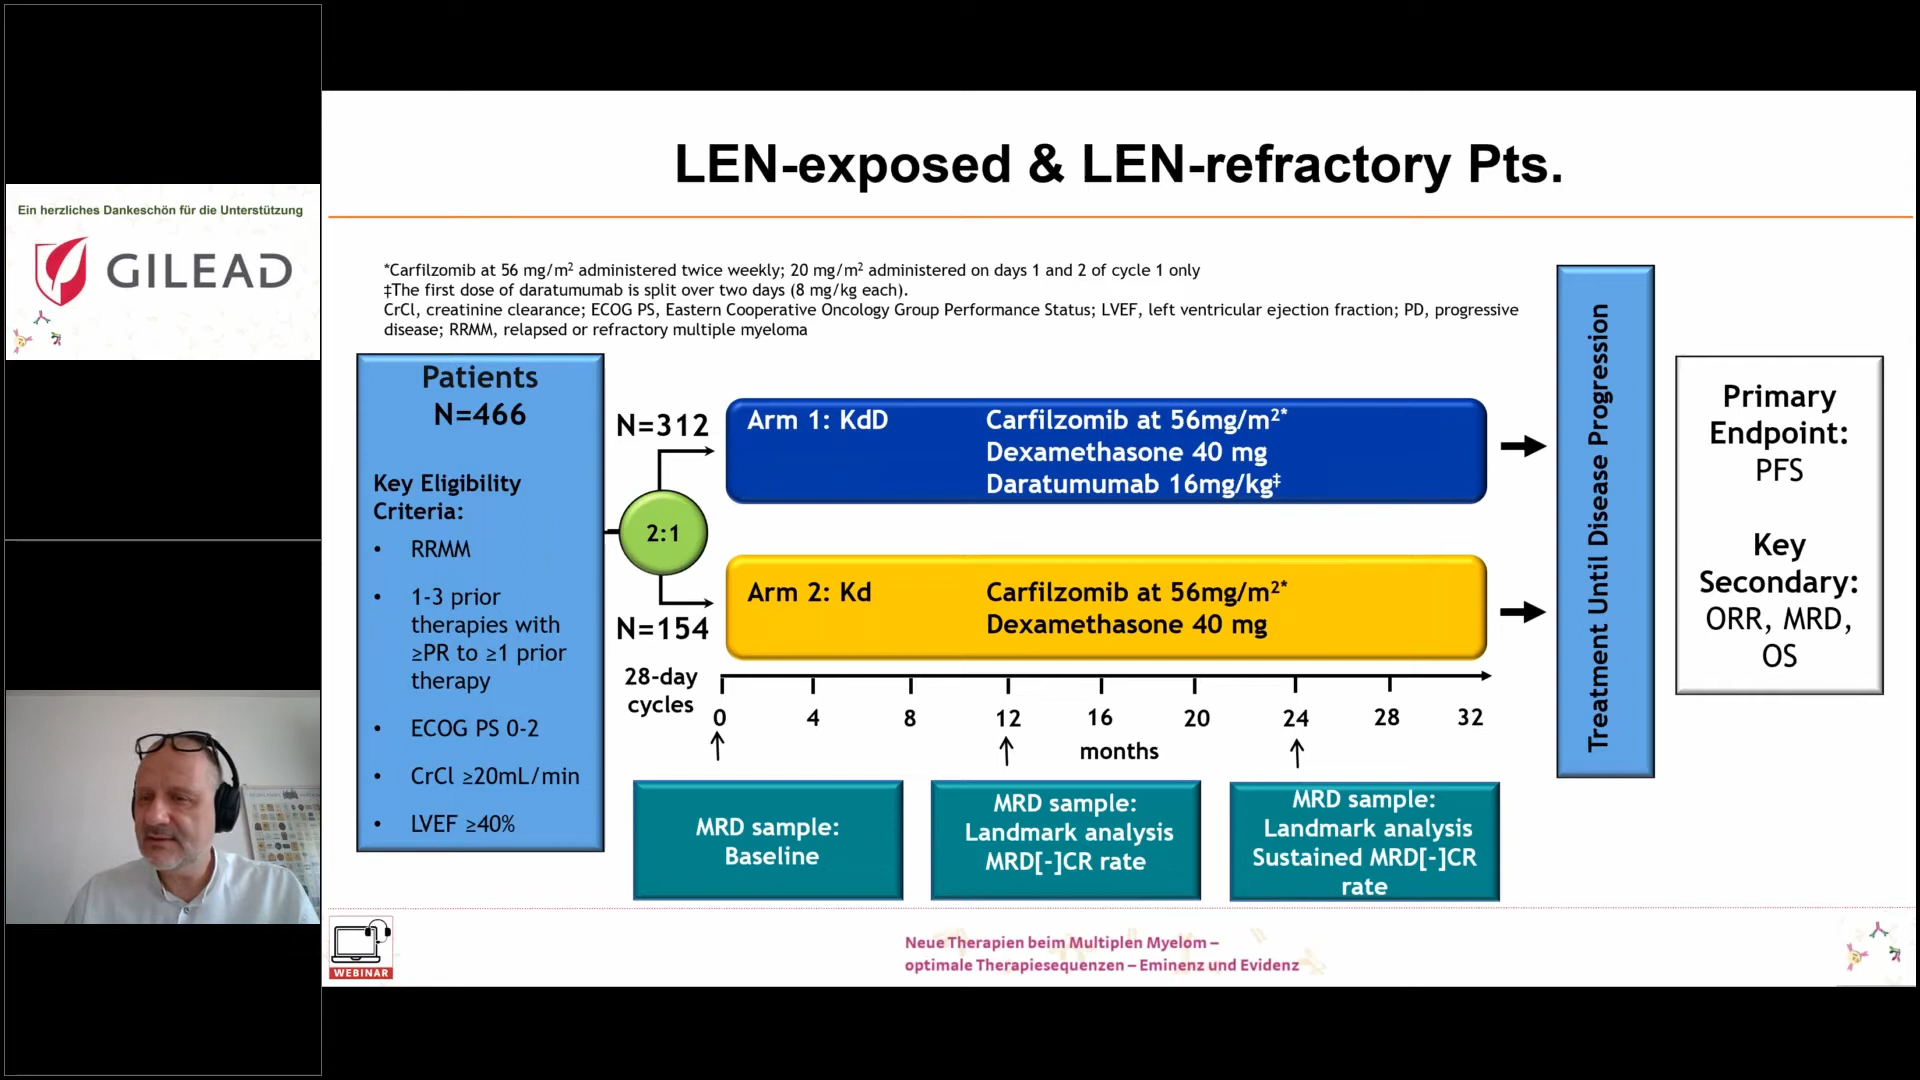 Ein herzliches Dankeschön für die Unterstützung
GILEAD
LEN-exposed & LEN-refractory Pts.
*Carfilzomib at 56 mg/m² administered twice weekly; 20 mg/m² administered on days 1 and 2 of cycle 1 only
‡The first dose of daratumumab is split over two days (8 mg/kg each).
CrCl, creatinine clearance; ECOG PS, Eastern Cooperative Oncology Group Performance Status; LVEF, left ventricular ejection fraction; PD, progressive
disease; RRMM, relapsed or refractory multiple myeloma
Patients
N=466
Key Eligibility
Criteria:
• RRMM
• 1-3 prior
therapies with
≥PR to ≥1 prior
therapy
• ECOG PS 0-2
• CrCl ≥20mL/min
• LVEF ≥40%
2:1
N=312
Arm 1: KdD
Carfilzomib at 56mg/m²*
Dexamethasone 40 mg
Daratumumab 16mg/kg‡
N=154
Arm 2: Kd
Carfilzomib at 56mg/m²*
Dexamethasone 40 mg
28-day
cycles
0 4 8 12 16 20 24 28 32
months
MRD sample:
Baseline
MRD sample:
Landmark analysis
MRD[-]CR rate
MRD sample:
Landmark analysis
Sustained MRD[-]CR
rate
Treatment Until Disease Progression
Primary
Endpoint:
PFS
Key
Secondary:
ORR, MRD,
OS
WEBINAR
Neue Therapien beim Multiplen Myelom –
optimale Therapiesequenzen – Eminenz und Evidenz